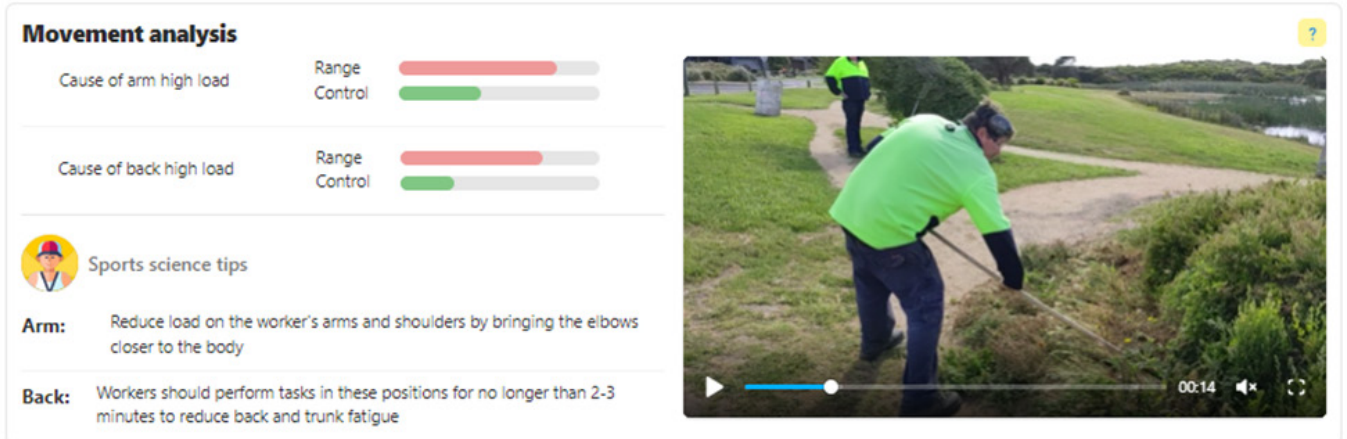 Movement analysis
?
Cause of arm high load
Range
Control
Cause of back high load
Range
Control
Sports science tips
Arm:
Reduce load on the worker's arms and shoulders by bringing the elbows
closer to the body
Back:
Workers should perform tasks in these positions for no longer than 2-3
minutes to reduce back and trunk fatigue
00:14